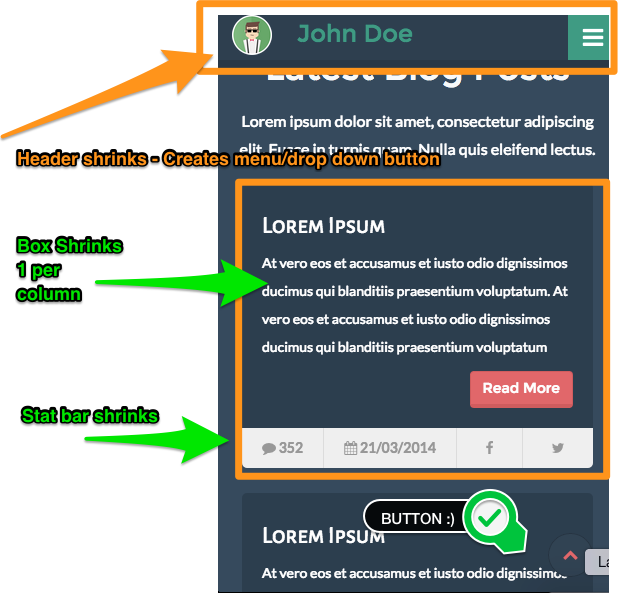 John Doe
Latest Blog Posts
Lorem ipsum dolor sit amet, consectetur adipiscing
elit. Fusce in turpis quam. Nulla quis eleifend lectus.
Header shrinks - Creates menu/drop down button
Lorem Ipsum
At vero eos et accusamus et iusto odio dignissimos
ducimus qui blanditiis praesentium voluptatum. At
vero eos et accusamus et iusto odio dignissimos
ducimus qui blanditiis praesentium voluptatum
Box Shrinks
1 per
column
Read More
Stat bar shrinks
352 21/03/2014
BUTTON :)
Lorem Ipsum
At vero eos et accusamus et iusto odio dignissimos
La